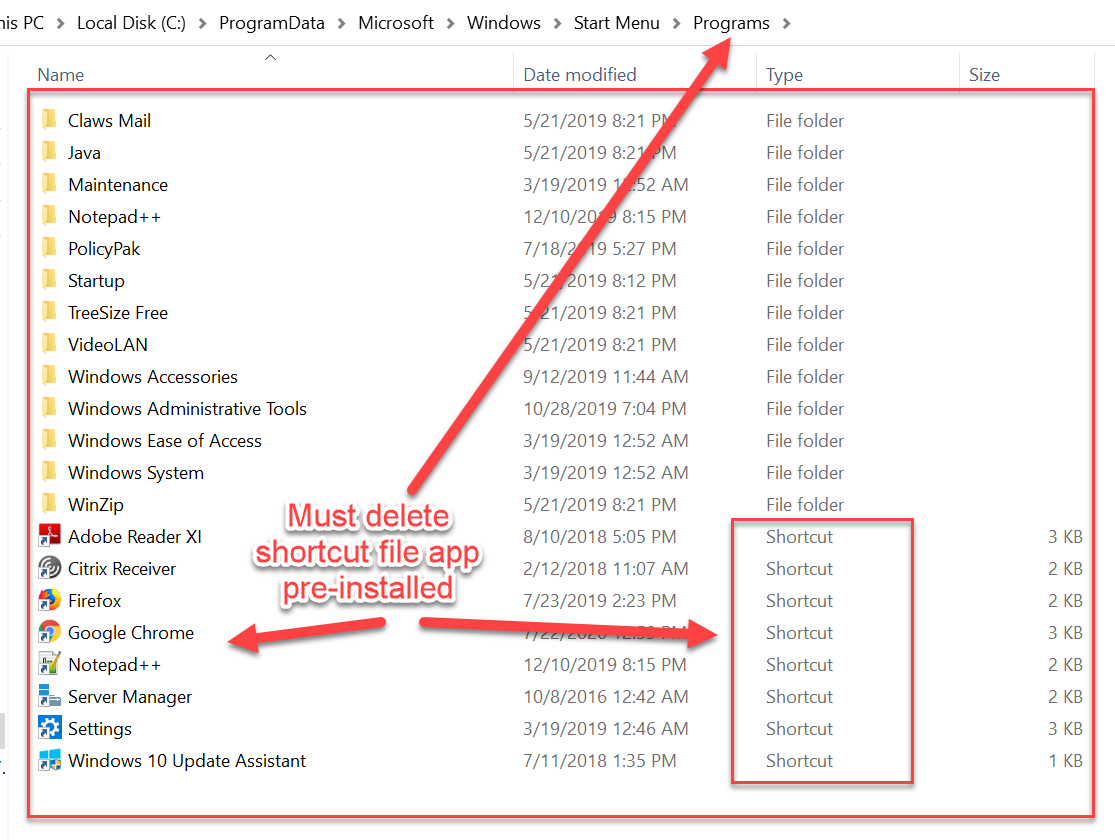 his PC > Local Disk (C:) > ProgramData > Microsoft > Windows > Start Menu > Programs >
Name Date modified Type Size
Claws Mail 5/21/2019 8:21 PM File folder
Java 5/21/2019 8:21 PM File folder
Maintenance 3/19/2019 12:52 AM File folder
Notepad++ 12/10/2019 8:15 PM File folder
PolicyPak 7/18/2019 5:27 PM File folder
Startup 5/21/2019 8:12 PM File folder
TreeSize Free 5/21/2019 8:21 PM File folder
VideoLAN 5/21/2019 8:21 PM File folder
Windows Accessories 9/12/2019 11:44 AM File folder
Windows Administrative Tools 10/28/2019 7:04 PM File folder
Windows Ease of Access 3/19/2019 12:52 AM File folder
Windows System 3/19/2019 12:52 AM File folder
WinZip 5/21/2019 8:21 PM File folder
Must delete
shortcut file app
pre-installed
Adobe Reader XI 8/10/2018 5:05 PM Shortcut 3 KB
Citrix Receiver 2/12/2018 11:07 AM Shortcut 2 KB
Firefox 7/23/2019 2:23 PM Shortcut 2 KB
Google Chrome Shortcut 3 KB
Notepad++ 12/10/2019 8:15 PM Shortcut 2 KB
Server Manager 10/8/2016 12:42 AM Shortcut 2 KB
Settings 3/19/2019 12:46 AM Shortcut 3 KB
Windows 10 Update Assistant 7/11/2018 1:35 PM Shortcut 1 KB